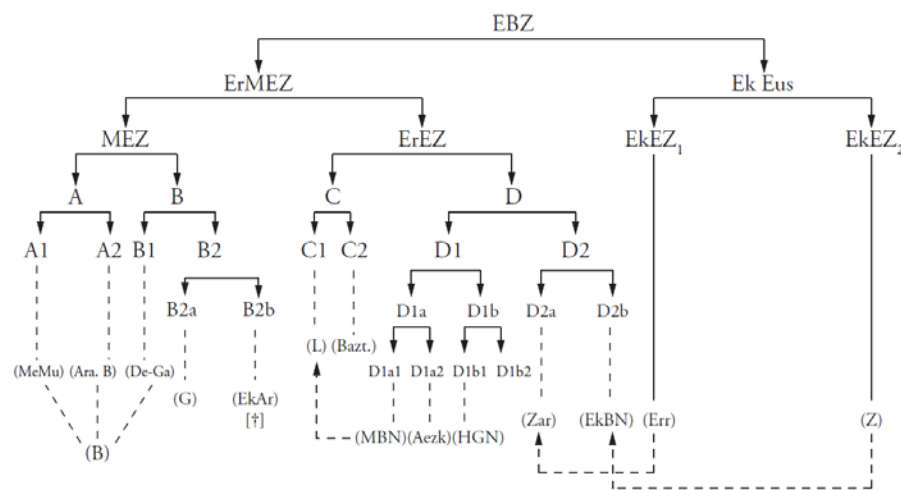 EBZ
ErMEZ Ek Eus
MEZ ErEZ EkEZ₁ EkEZ₂
A B C D
A1 A2 B1 B2 C1 C2 D1 D2
B2a B2b D1a D1b D2a D2b
(L) (Bazt.)
(MeMu) (Ara. B) (De-Ga) D1a1 D1a2 D1b1 D1b2
(G) (EkAr) (Zar) (EkBN) (Err) (Z)
[†]
(MBN) (Aezk) (HGN)
(B)